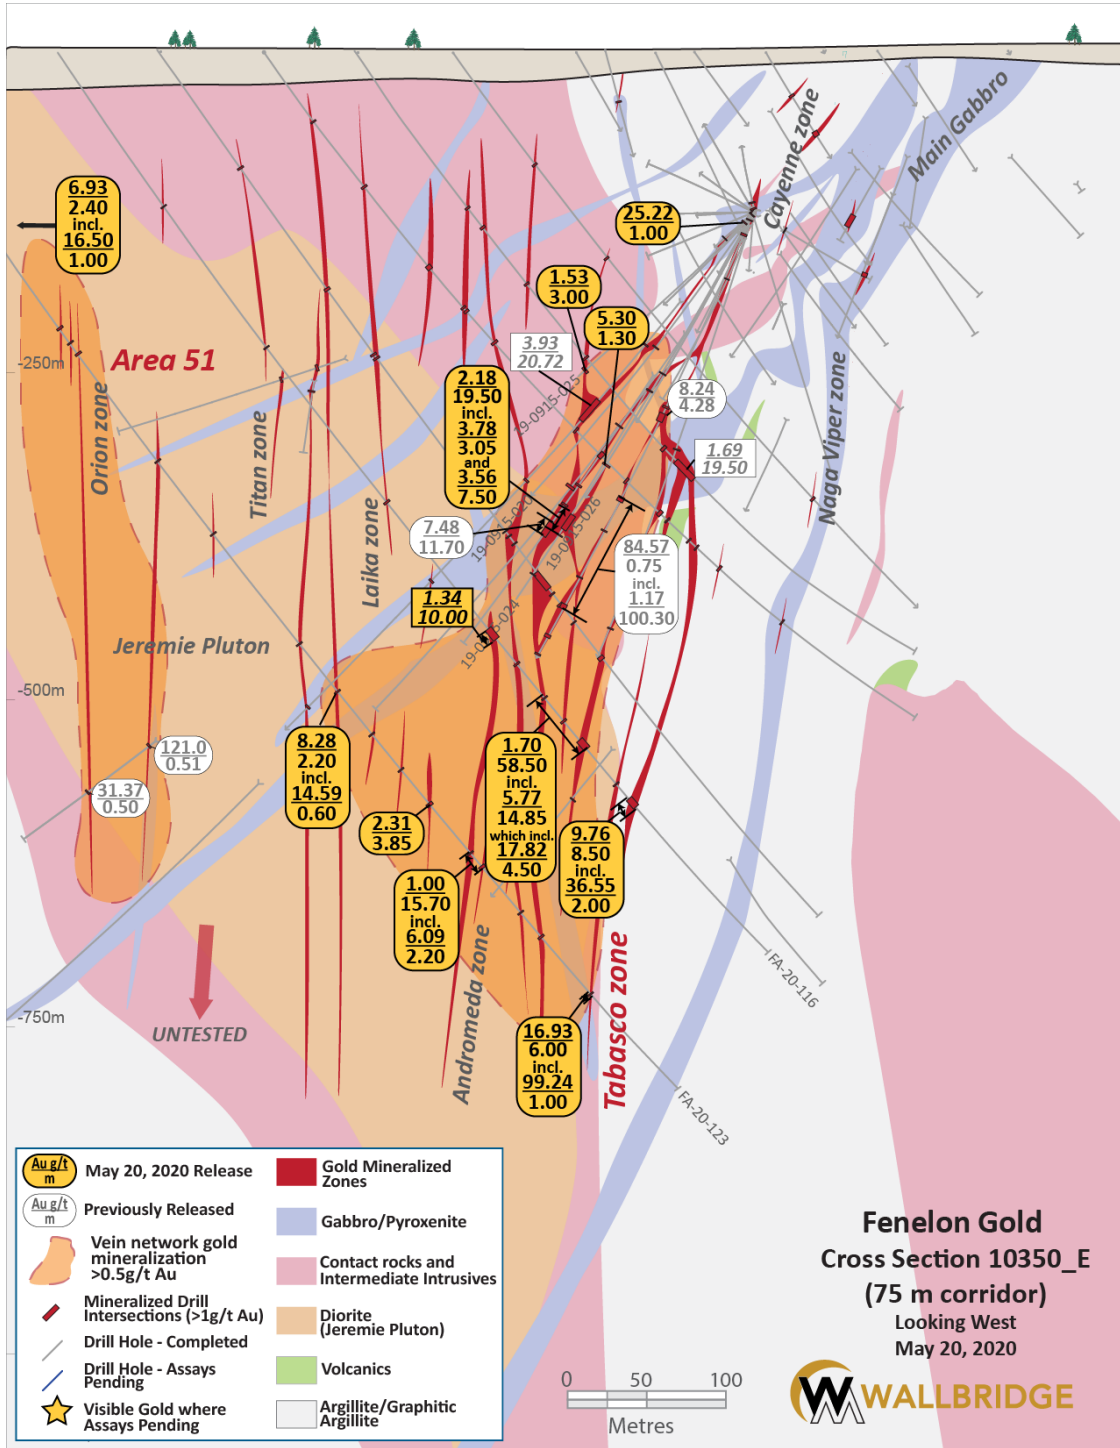 6.93
2.40
incl.
16.50
1.00
25.22
1.00
Cayenne zone
Main Gabbro
1.53
3.00
5.30
1.30
3.93
20.72
-250m
Area 51
2.18
19.50
incl.
3.78
3.05
and
3.56
7.50
8.24
4.28
1.69
19.50
19-0915-025
Orion zone
Titan zone
Laika zone
Naga Viper zone
7.48
11.70
19-0915-026
84.57
0.75
incl.
1.17
100.30
1.34
10.00
Jeremie Pluton
-500m
121.0
0.51
31.37
0.50
8.28
2.20
incl.
14.59
0.60
1.70
58.50
incl.
5.77
14.85
which incl.
17.82
4.50
2.31
3.85
9.76
8.50
incl.
36.55
2.00
1.00
15.70
incl.
6.09
2.20
Andromeda zone
Tabasco zone
FA-20-116
-750m
UNTESTED
16.93
6.00
incl.
99.24
1.00
FA-20-123
Au g/t
m
May 20, 2020 Release
Au g/t
m
Previously Released
Vein network gold
mineralization
>0.5g/t Au
Mineralized Drill
Intersections (>1g/t Au)
Drill Hole - Completed
Drill Hole - Assays
Pending
Visible Gold where
Assays Pending
Gold Mineralized
Zones
Gabbro/Pyroxenite
Contact rocks and
Intermediate Intrusives
Diorite
(Jeremie Pluton)
Volcanics
Argillite/Graphitic
Argillite
Fenelon Gold
Cross Section 10350_E
(75 m corridor)
Looking West
May 20, 2020
0 50 100
Metres
WALLBRIDGE